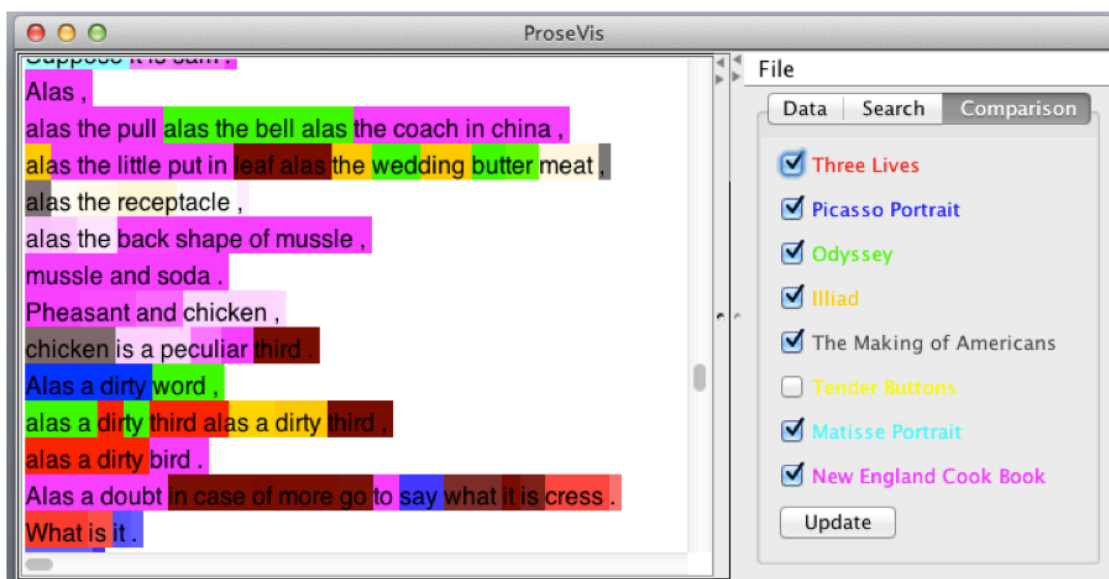 ProseVis
Suppose it is sam .
Alas ,
alas the pull alas the bell alas the coach in china ,
alas the little put in leaf alas the wedding butter meat ,
alas the receptacle ,
alas the back shape of mussle ,
mussle and soda .
Pheasant and chicken ,
chicken is a peculiar third .
Alas a dirty word ,
alas a dirty third alas a dirty third ,
alas a dirty bird .
Alas a doubt in case of more go to say what it is cress .
What is it .
File
Data Search Comparison
Three Lives
Picasso Portrait
Odyssey
Illiad
The Making of Americans
Tender Buttons
Matisse Portrait
New England Cook Book
Update